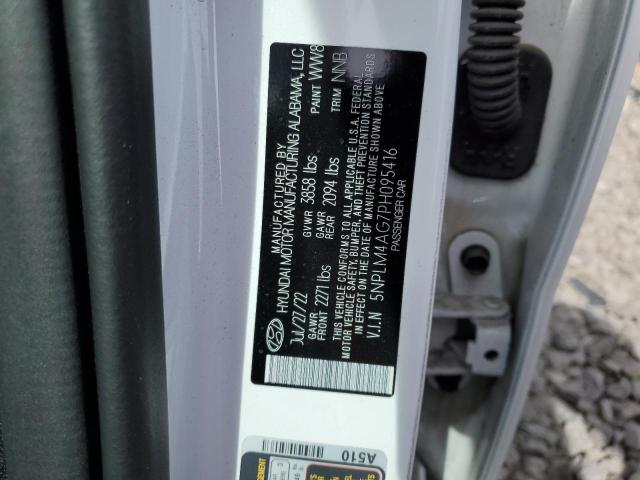 MANUFACTURED BY
HYUNDAI MOTOR MANUFACTURING ALABAMA, LLC
JUL/27/22 GVWR 3858 lbs PAINT WW8
GAWR FRONT 2271 lbs GAWR REAR 2094 lbs TRIM NNB
THIS VEHICLE CONFORMS TO ALL APPLICABLE U.S.A. FEDERAL
MOTOR VEHICLE SAFETY, BUMPER, AND THEFT PREVENTION STANDARDS
IN EFFECT ON THE DATE OF MANUFACTURE SHOWN ABOVE
V.I.N 5NPLM4AG7PH095416
PASSENGER CAR
A510